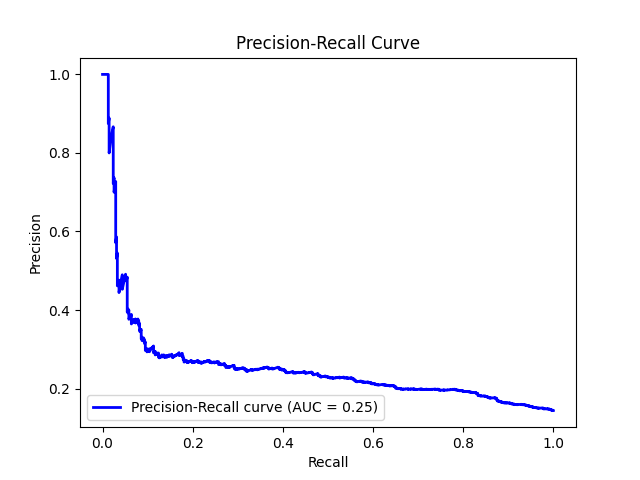 Precision-Recall Curve
1.0
0.8
0.6
0.4
0.2
Precision
Precision-Recall curve (AUC = 0.25)
0.0 0.2 0.4 0.6 0.8 1.0
Recall